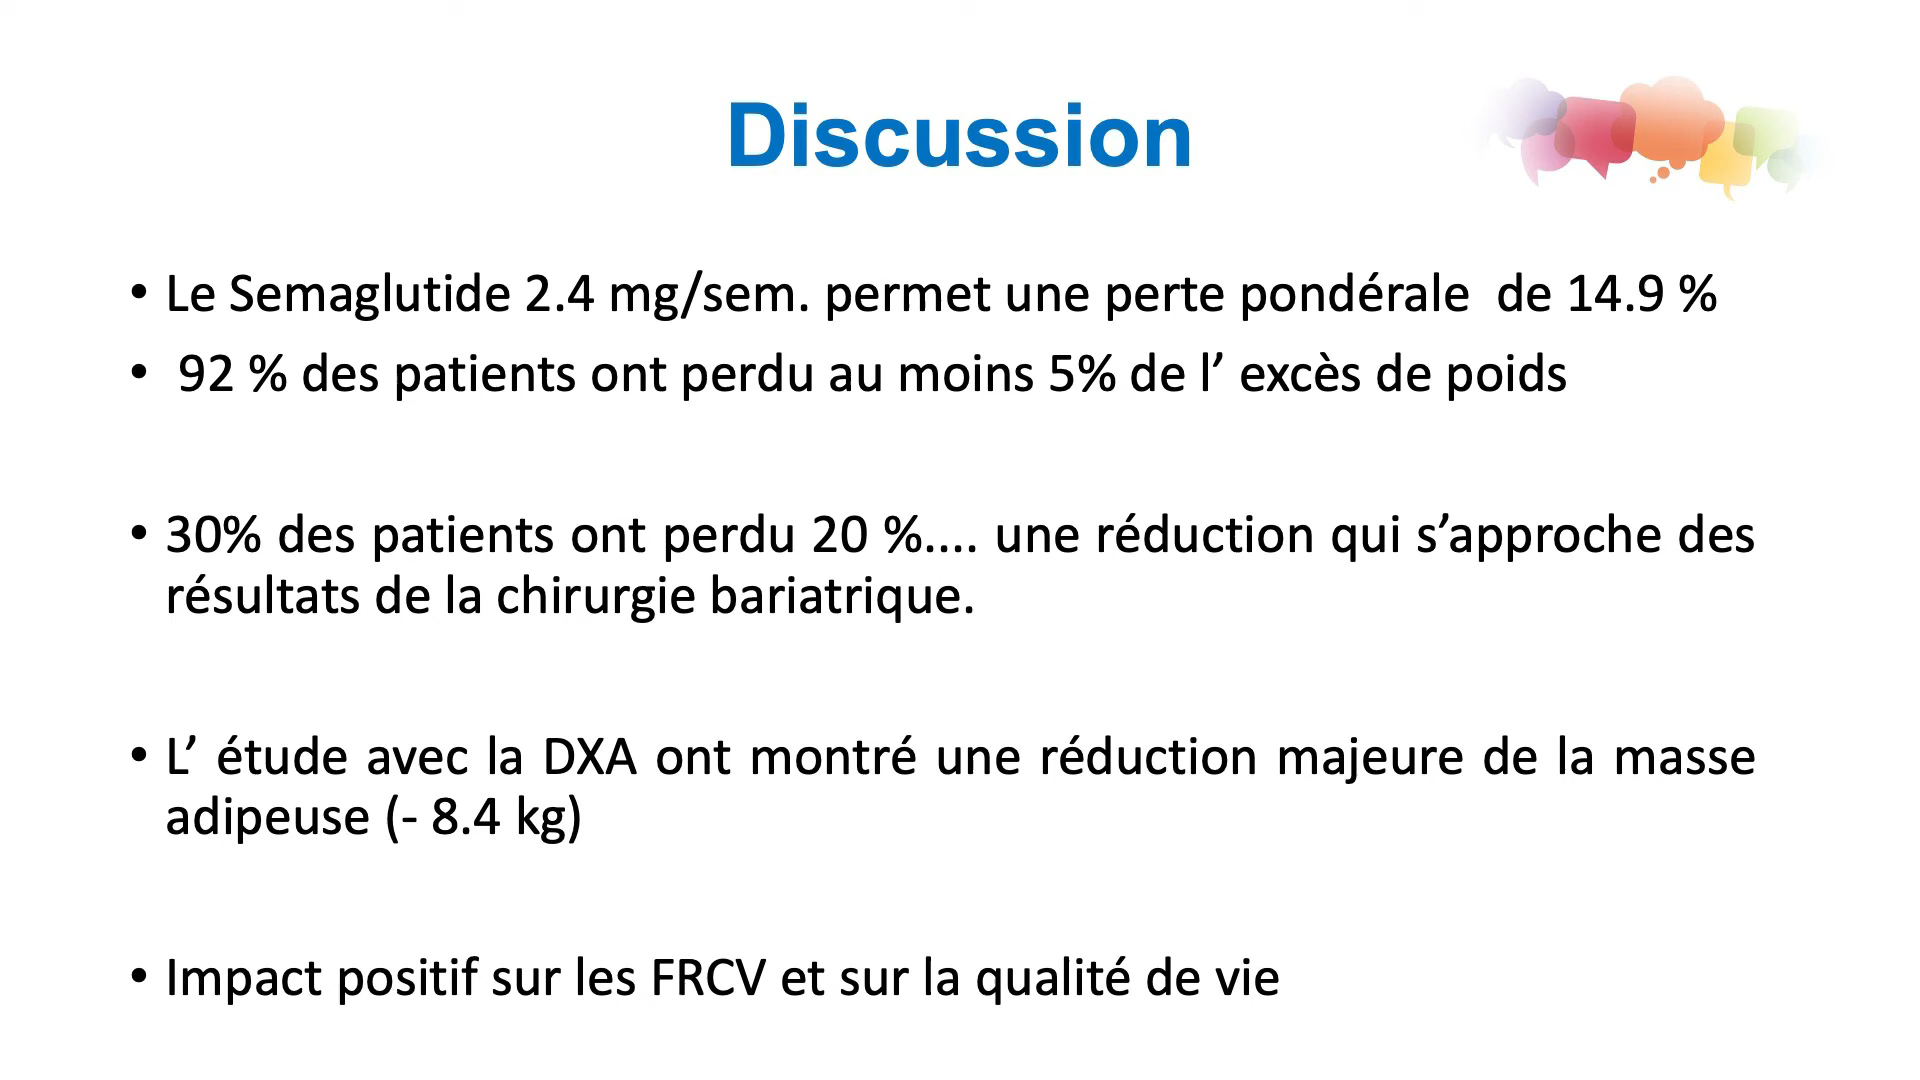 Discussion
• Le Semaglutide 2.4 mg/sem. permet une perte pondérale  de 14.9 %
•  92 % des patients ont perdu au moins 5% de l’ excès de poids
• 30% des patients ont perdu 20 %.... une réduction qui s’approche des
résultats de la chirurgie bariatrique.
• L’ étude avec la DXA ont montré une réduction majeure de la masse
adipeuse (- 8.4 kg)
• Impact positif sur les FRCV et sur la qualité de vie